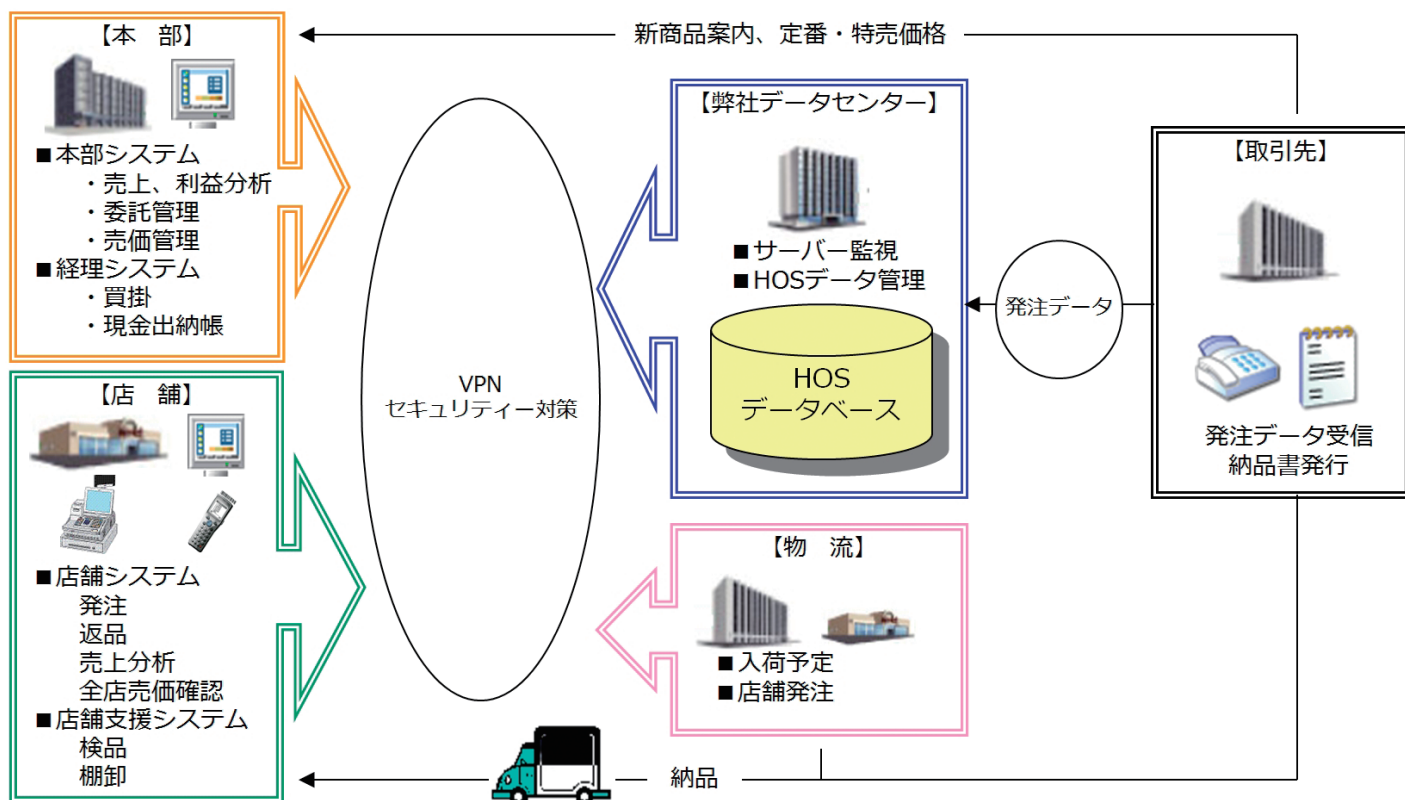 【本　部】
■本部システム
・売上、利益分析
・委託管理
・売価管理
■経理システム
・買掛
・現金出納帳
【店　舗】
■店舗システム
発注
返品
売上分析
全店売価確認
■店舗支援システム
検品
棚卸
新商品案内、定番・特売価格
VPN
セキュリティー対策
【弊社データセンター】
■サーバー監視
■HOSデータ管理
HOS
データベース
【物　流】
■入荷予定
■店舗発注
納品
発注データ
【取引先】
発注データ受信
納品書発行